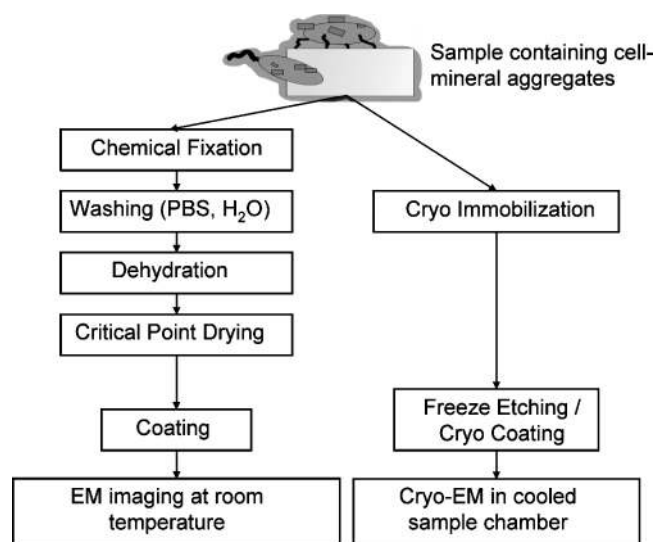 Sample containing cell-
mineral aggregates
Chemical Fixation
Washing (PBS, H₂O)
Cryo Immobilization
Dehydration
Critical Point Drying
Freeze Etching /
Cryo Coating
Coating
EM imaging at room
temperature
Cryo-EM in cooled
sample chamber